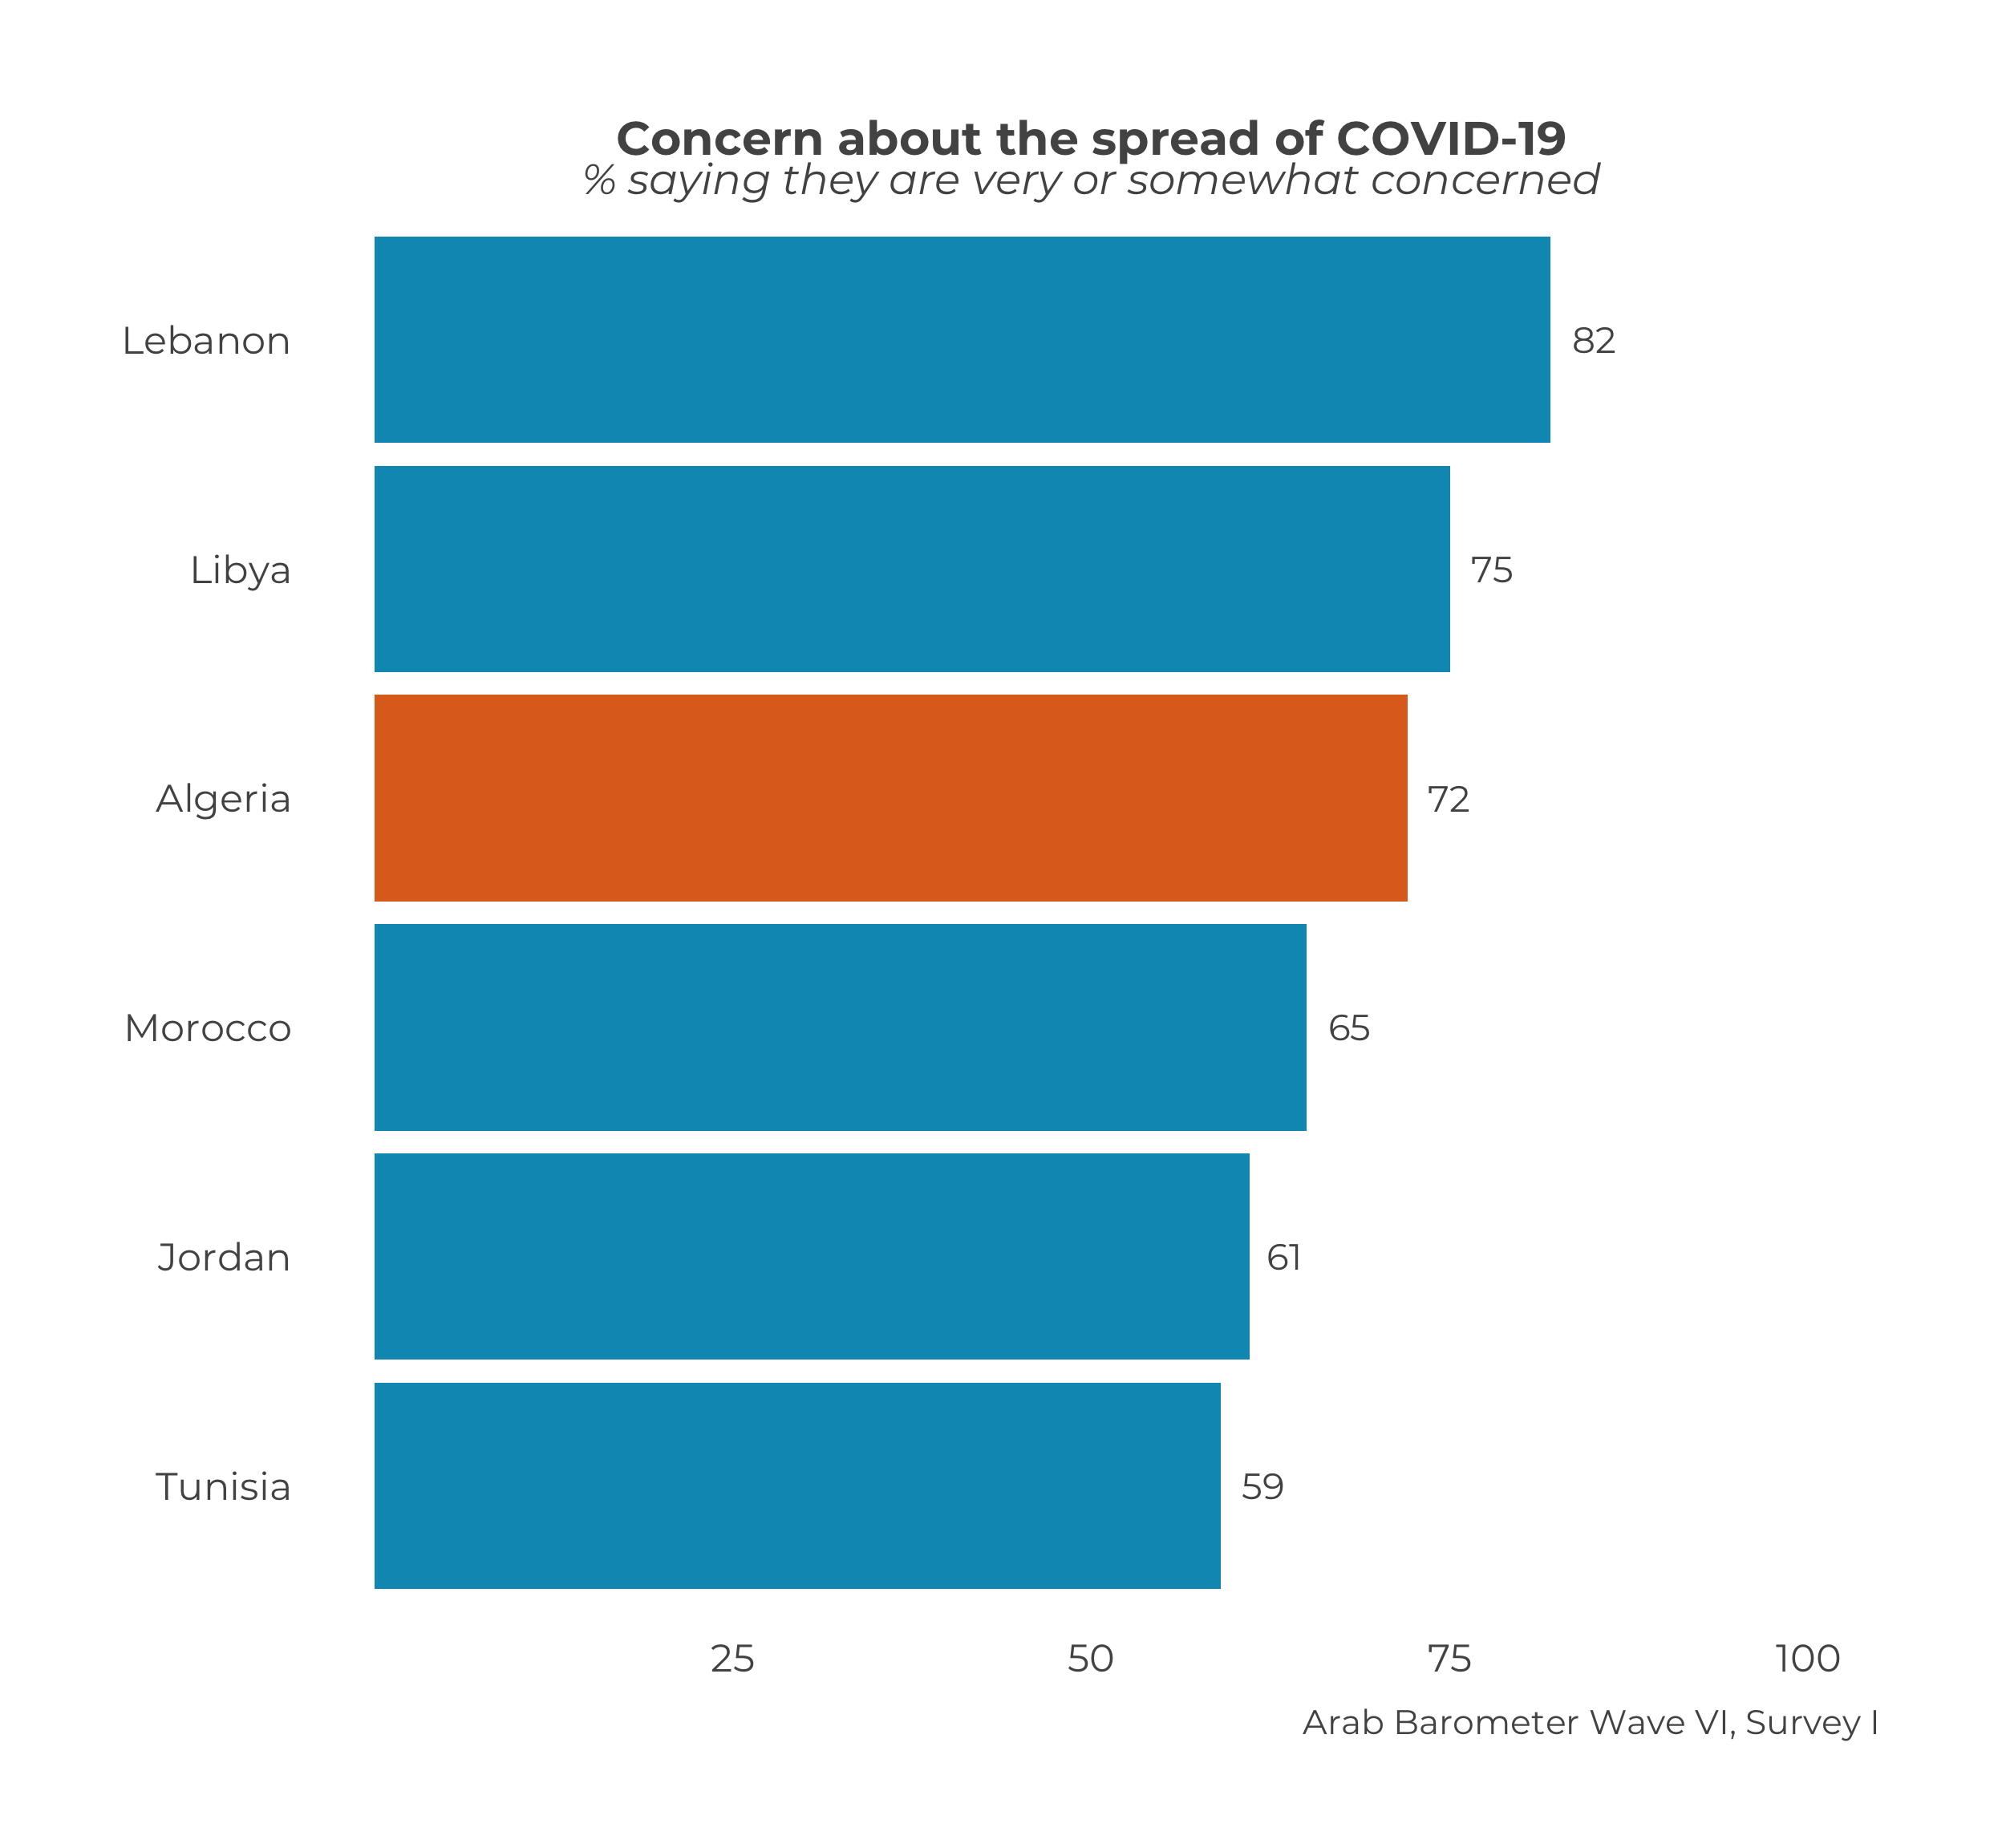 Concern about the spread of COVID-19
% saying they are very or somewhat concerned
Lebanon 82
Libya 75
Algeria 72
Morocco 65
Jordan 61
Tunisia 59
25 50 75 100
Arab Barometer Wave VI, Survey I